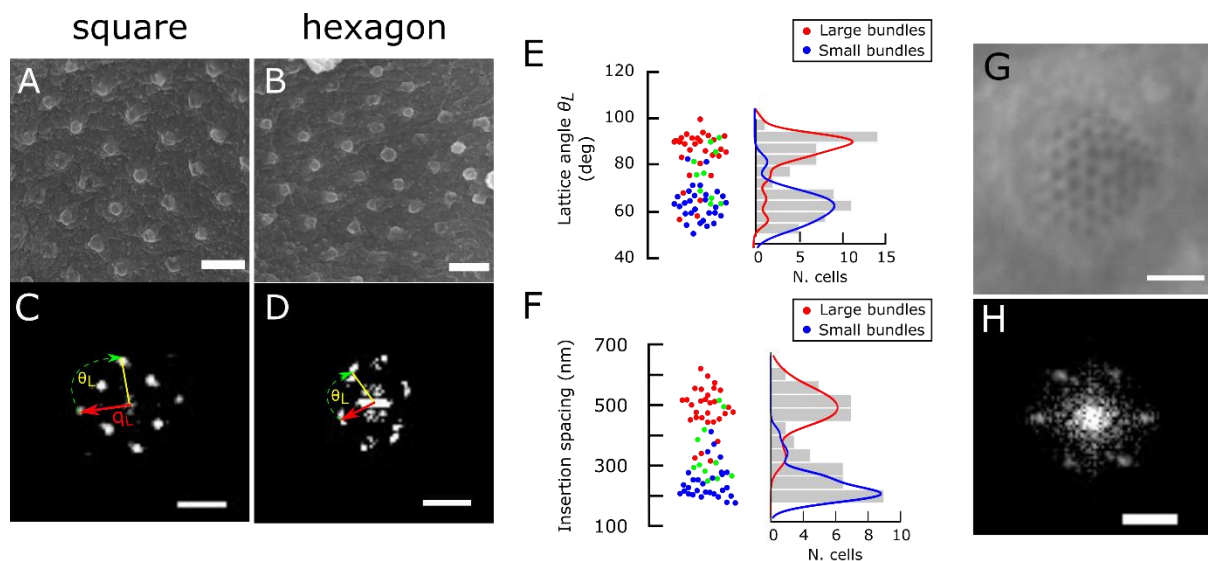 square hexagon
A
B
C
θL
qL
D
θL
E
Large bundles
Small bundles
Lattice angle θL
(deg)
120
100
80
60
40
0 5 10 15
N. cells
F
Large bundles
Small bundles
Insertion spacing (nm)
700
500
300
100
0 4 6 8 10
N. cells
G
H